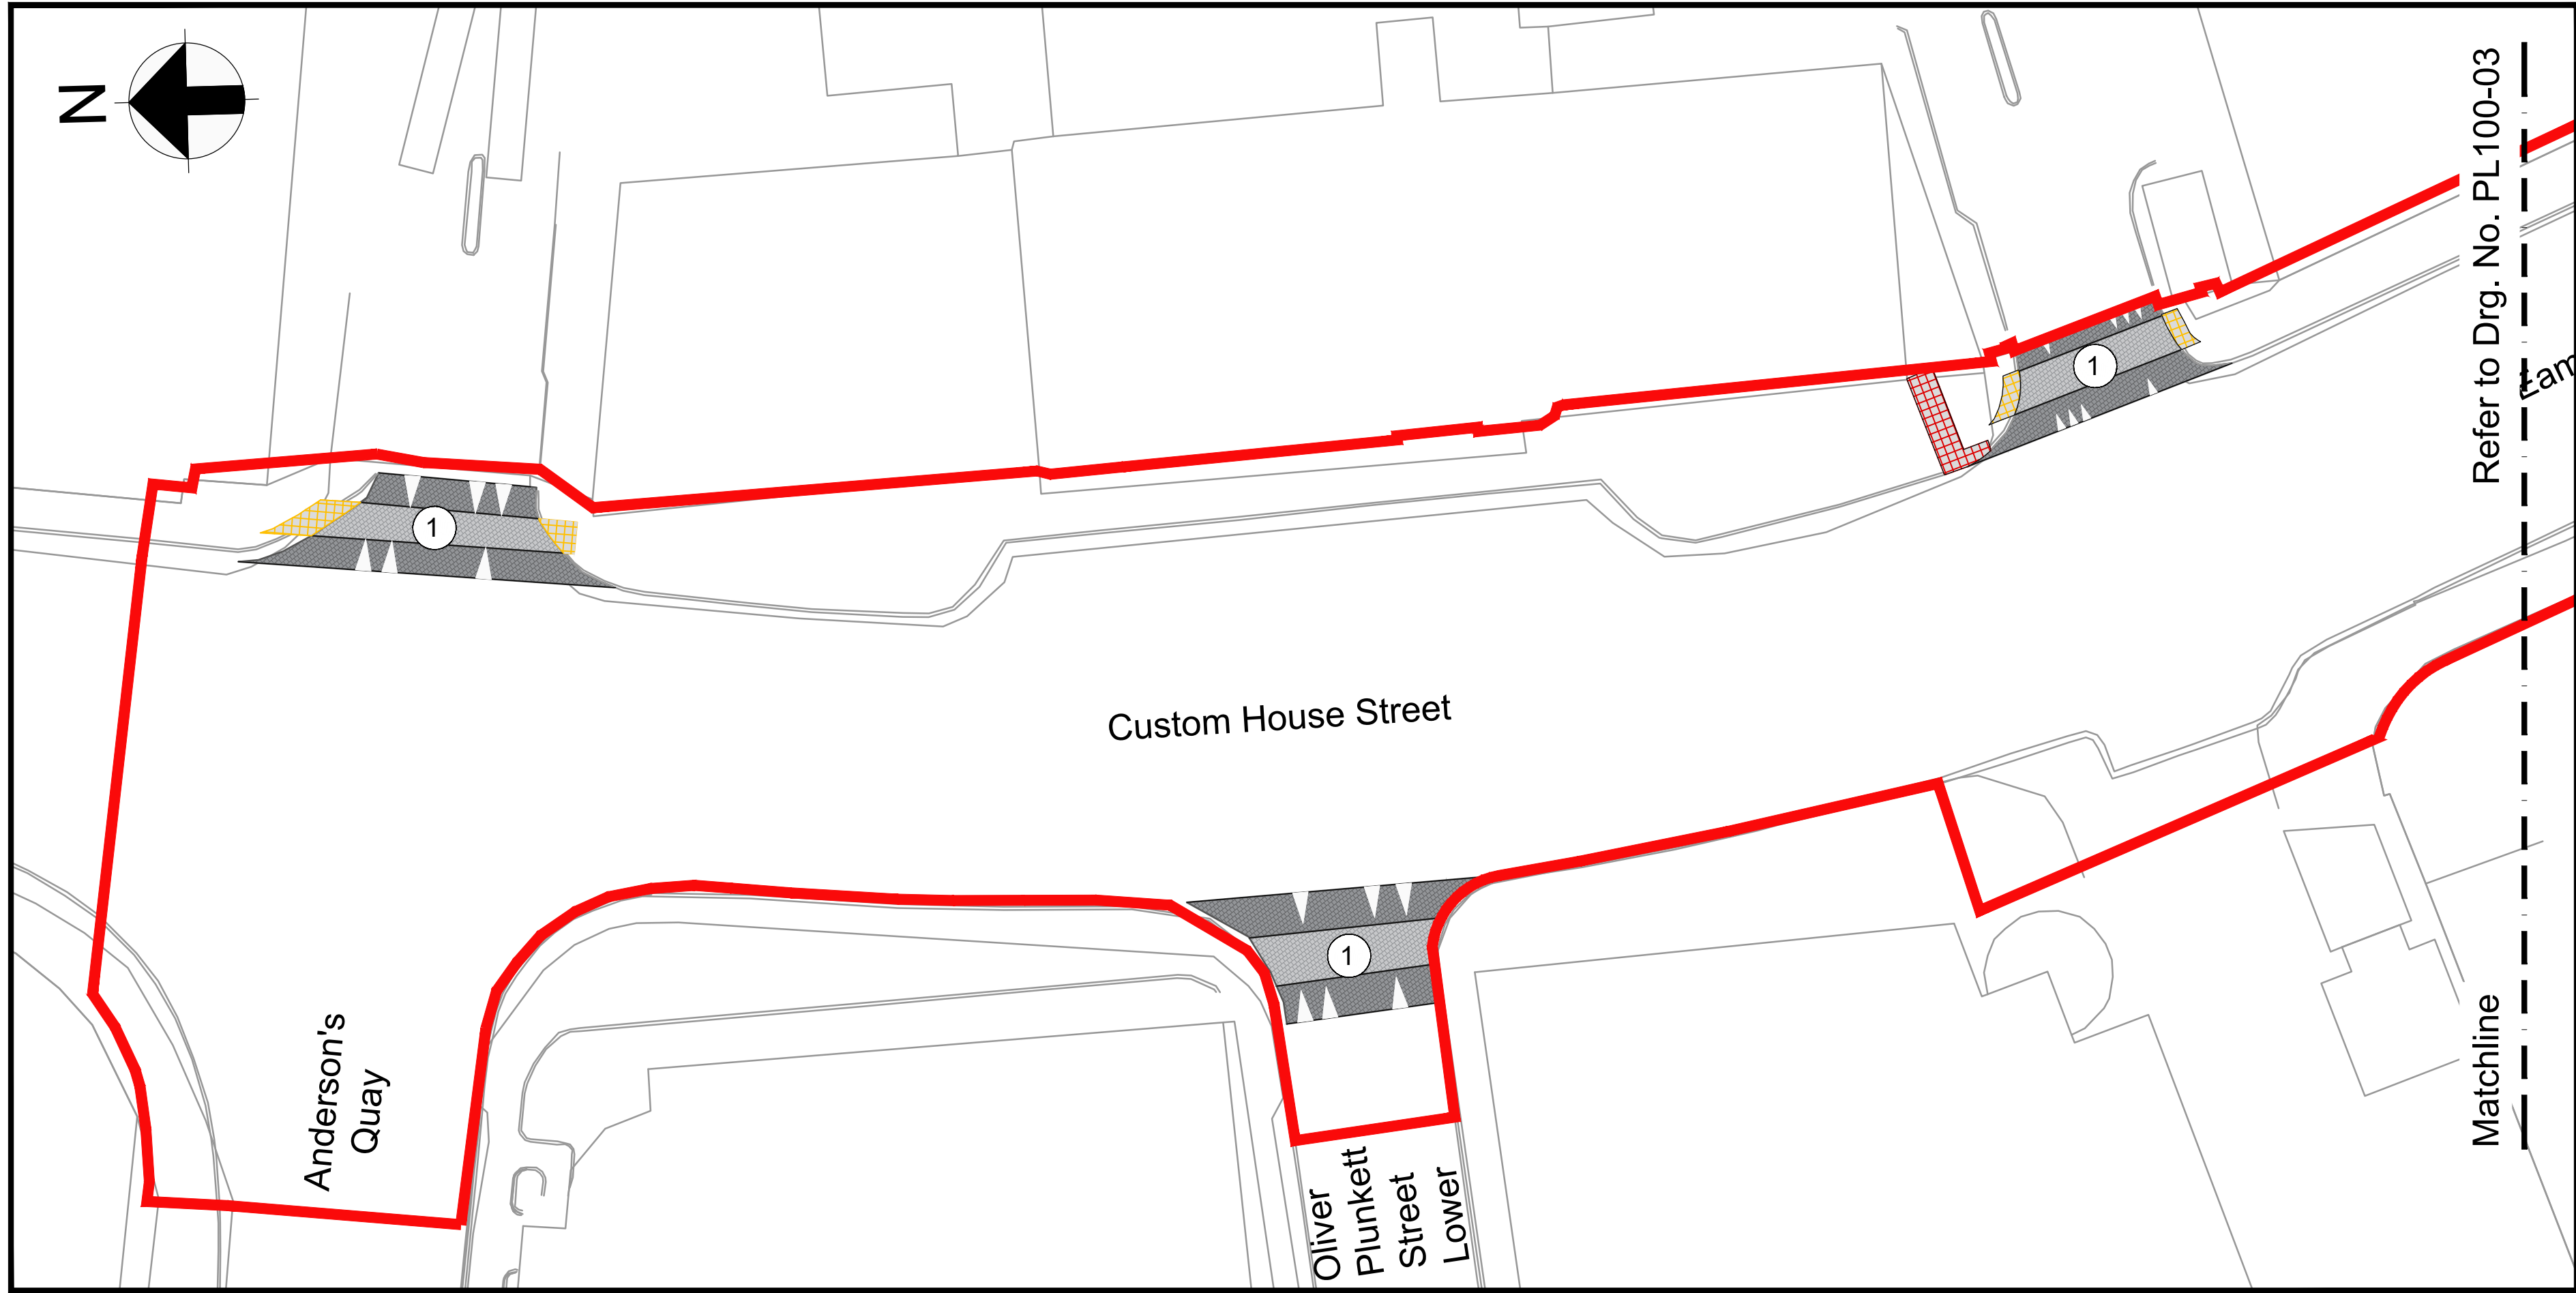 N
Refer to Drg. No. PL100-03
1
1
Custom House Street
1
Anderson's
Quay
Oliver
Plunkett
Street
Lower
Matchline